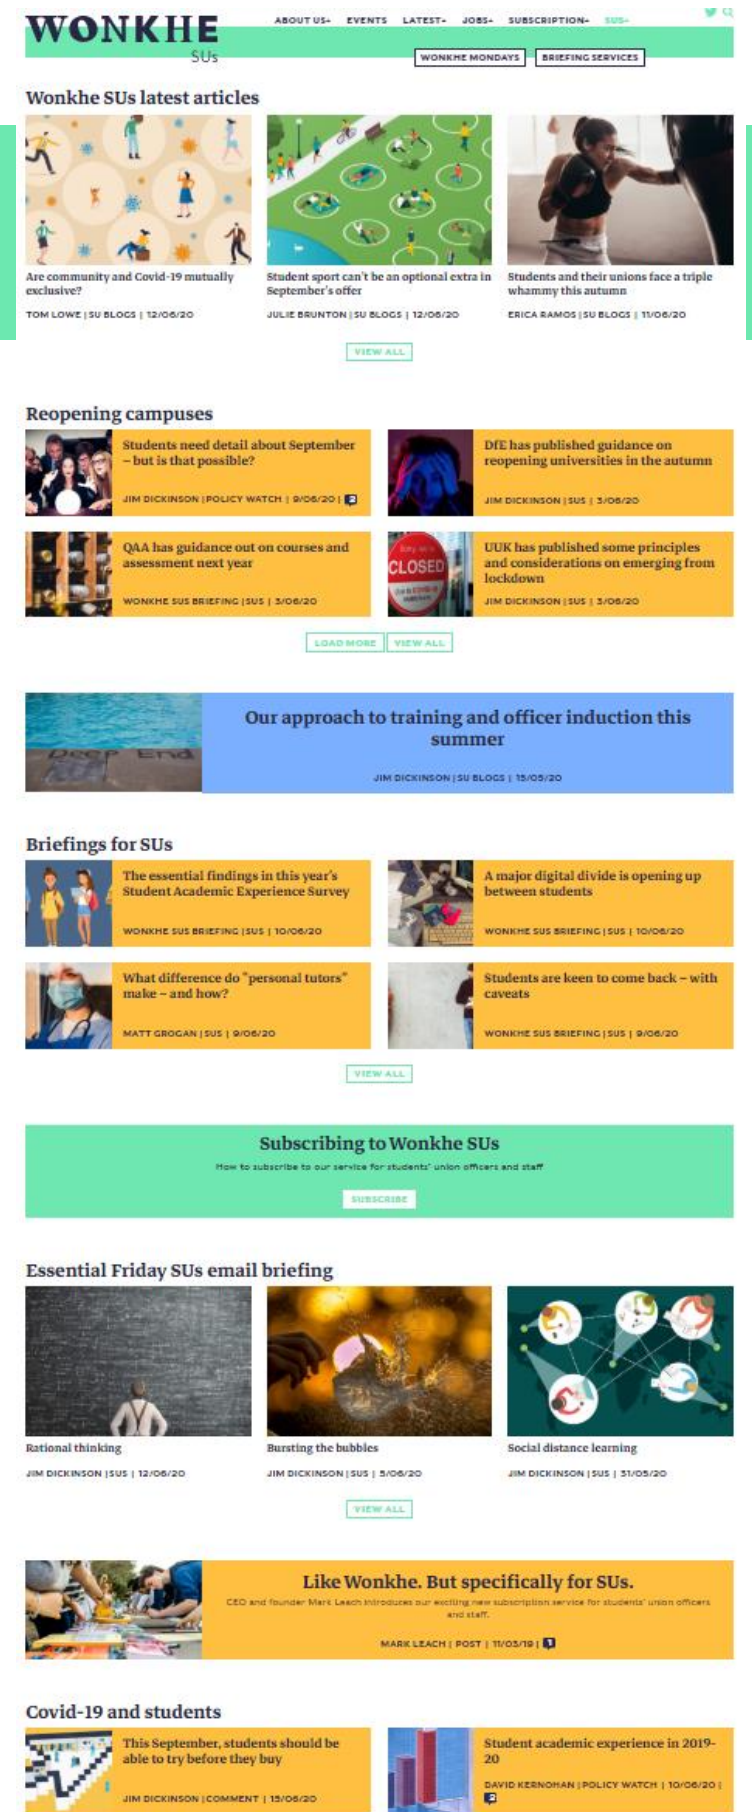 WONKHE
SUs
ABOUT US EVENTS LATEST JOBS SUBSCRIPTION SUS
WONKHE MONDAYS BRIEFING SERVICES
Wonkhe SUs latest articles
Are community and Covid-19 mutually
exclusive?
TOM LOWE | SU BLOGS | 12/06/20
Student sport can't be an optional extra in
September's offer
JULIE BRUNTON | SU BLOGS | 12/06/20
Students and their unions face a triple
whammy this autumn
ERICA RAMOS | SU BLOGS | 11/06/20
VIEW ALL
Reopening campuses
Students need detail about September
– but is that possible?
JIM DICKINSON | POLICY WATCH | 9/06/20 | 2
DfE has published guidance on
reopening universities in the autumn
JIM DICKINSON | SUS | 3/06/20
QAA has guidance out on courses and
assessment next year
WONKHE SUS BRIEFING | SUS | 3/06/20
CLOSED
UUK has published some principles
and considerations on emerging from
lockdown
JIM DICKINSON | SUS | 3/06/20
LOAD MORE VIEW ALL
Deep End
Our approach to training and officer induction this
summer
JIM DICKINSON | SU BLOGS | 15/05/20
Briefings for SUs
The essential findings in this year's
Student Academic Experience Survey
WONKHE SUS BRIEFING | SUS | 10/06/20
A major digital divide is opening up
between students
WONKHE SUS BRIEFING | SUS | 10/06/20
What difference do "personal tutors"
make – and how?
MATT GROGAN | SUS | 9/06/20
Students are keen to come back – with
caveats
WONKHE SUS BRIEFING | SUS | 9/06/20
VIEW ALL
Subscribing to Wonkhe SUs
How to subscribe to our service for students' union officers and staff
SUBSCRIBE
Essential Friday SUs email briefing
Rational thinking
JIM DICKINSON | SUS | 12/06/20
Bursting the bubbles
JIM DICKINSON | SUS | 5/06/20
Social distance learning
JIM DICKINSON | SUS | 31/05/20
VIEW ALL
Like Wonkhe. But specifically for SUs.
CEO and founder Mark Leach introduces our exciting new subscription service for students' union officers
and staff.
MARK LEACH | POST | 11/03/19 | 1
Covid-19 and students
This September, students should be
able to try before they buy
JIM DICKINSON | COMMENT | 15/06/20
Student academic experience in 2019-
20
DAVID KERNOHAN | POLICY WATCH | 10/06/20 |
2